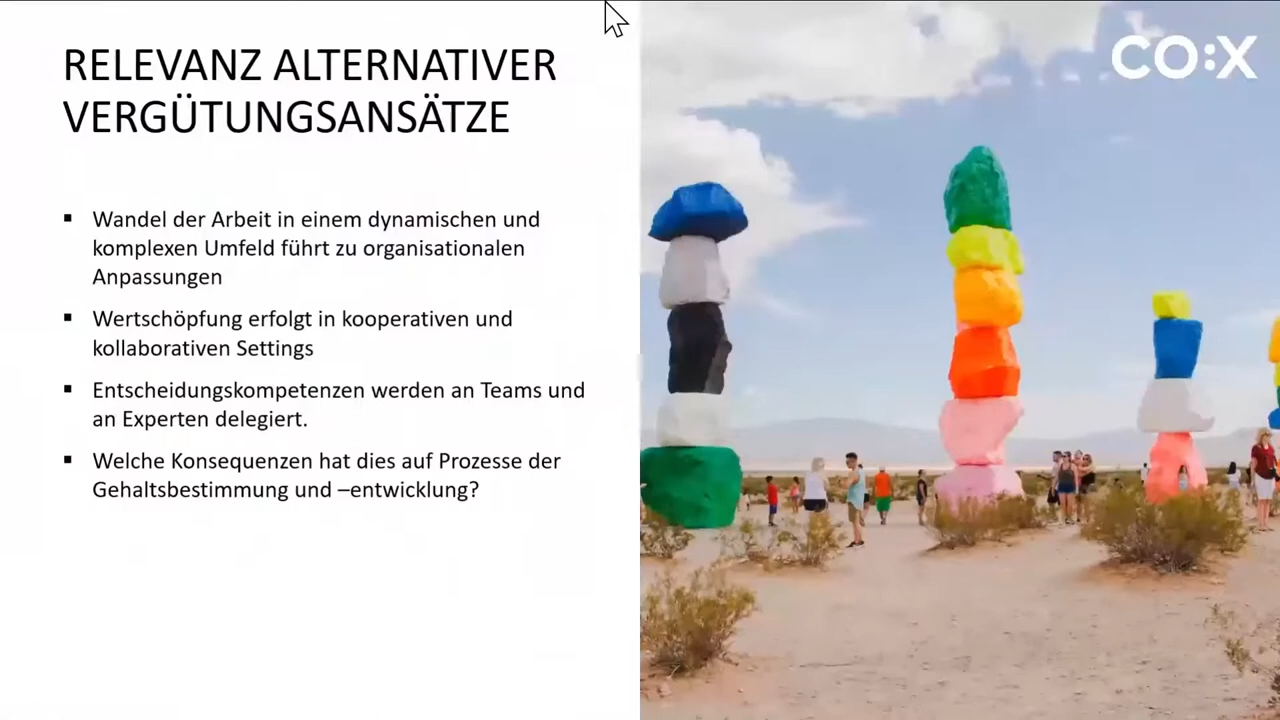 RELEVANZ ALTERNATIVER
VERGÜTUNGSANSÄTZE
CO:X
▪ Wandel der Arbeit in einem dynamischen und
komplexen Umfeld führt zu organisationalen
Anpassungen
▪ Wertschöpfung erfolgt in kooperativen und
kollaborativen Settings
▪ Entscheidungskompetenzen werden an Teams und
an Experten delegiert.
▪ Welche Konsequenzen hat dies auf Prozesse der
Gehaltsbestimmung und –entwicklung?